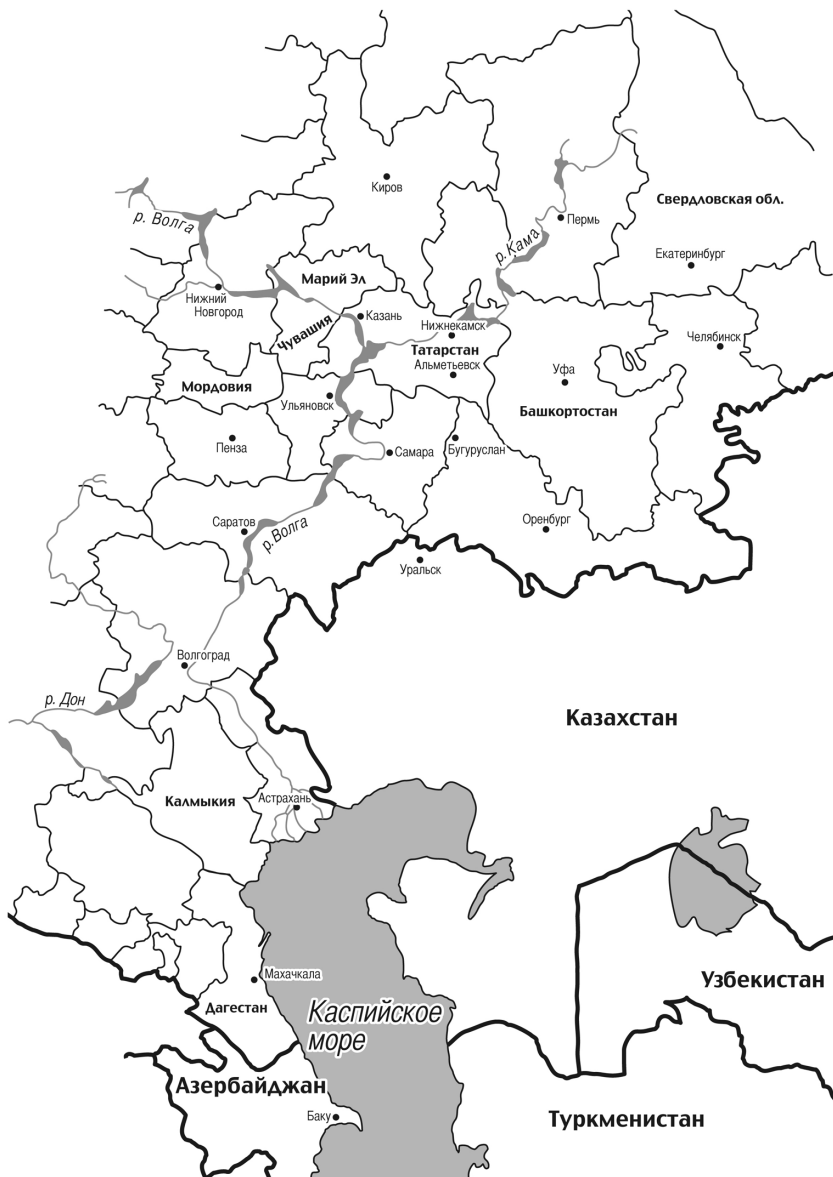 Киров
Свердловская обл.
р. Волга
Пермь
р. Кама
Екатеринбург
Марий Эл
Нижний
Новгород
Казань
Чувашия
Нижнекамск
Челябинск
Татарстан
Альметьевск
Уфа
Мордовия
Ульяновск
Башкортостан
Пенза
Самара
Бугуруслан
Саратов
р. Волга
Оренбург
Уральск
Волгоград
р. Дон
Казахстан
Калмыкия
Астрахань
Махачкала
Узбекистан
Дагестан
Каспийское
море
Азербайджан
Баку
Туркменистан